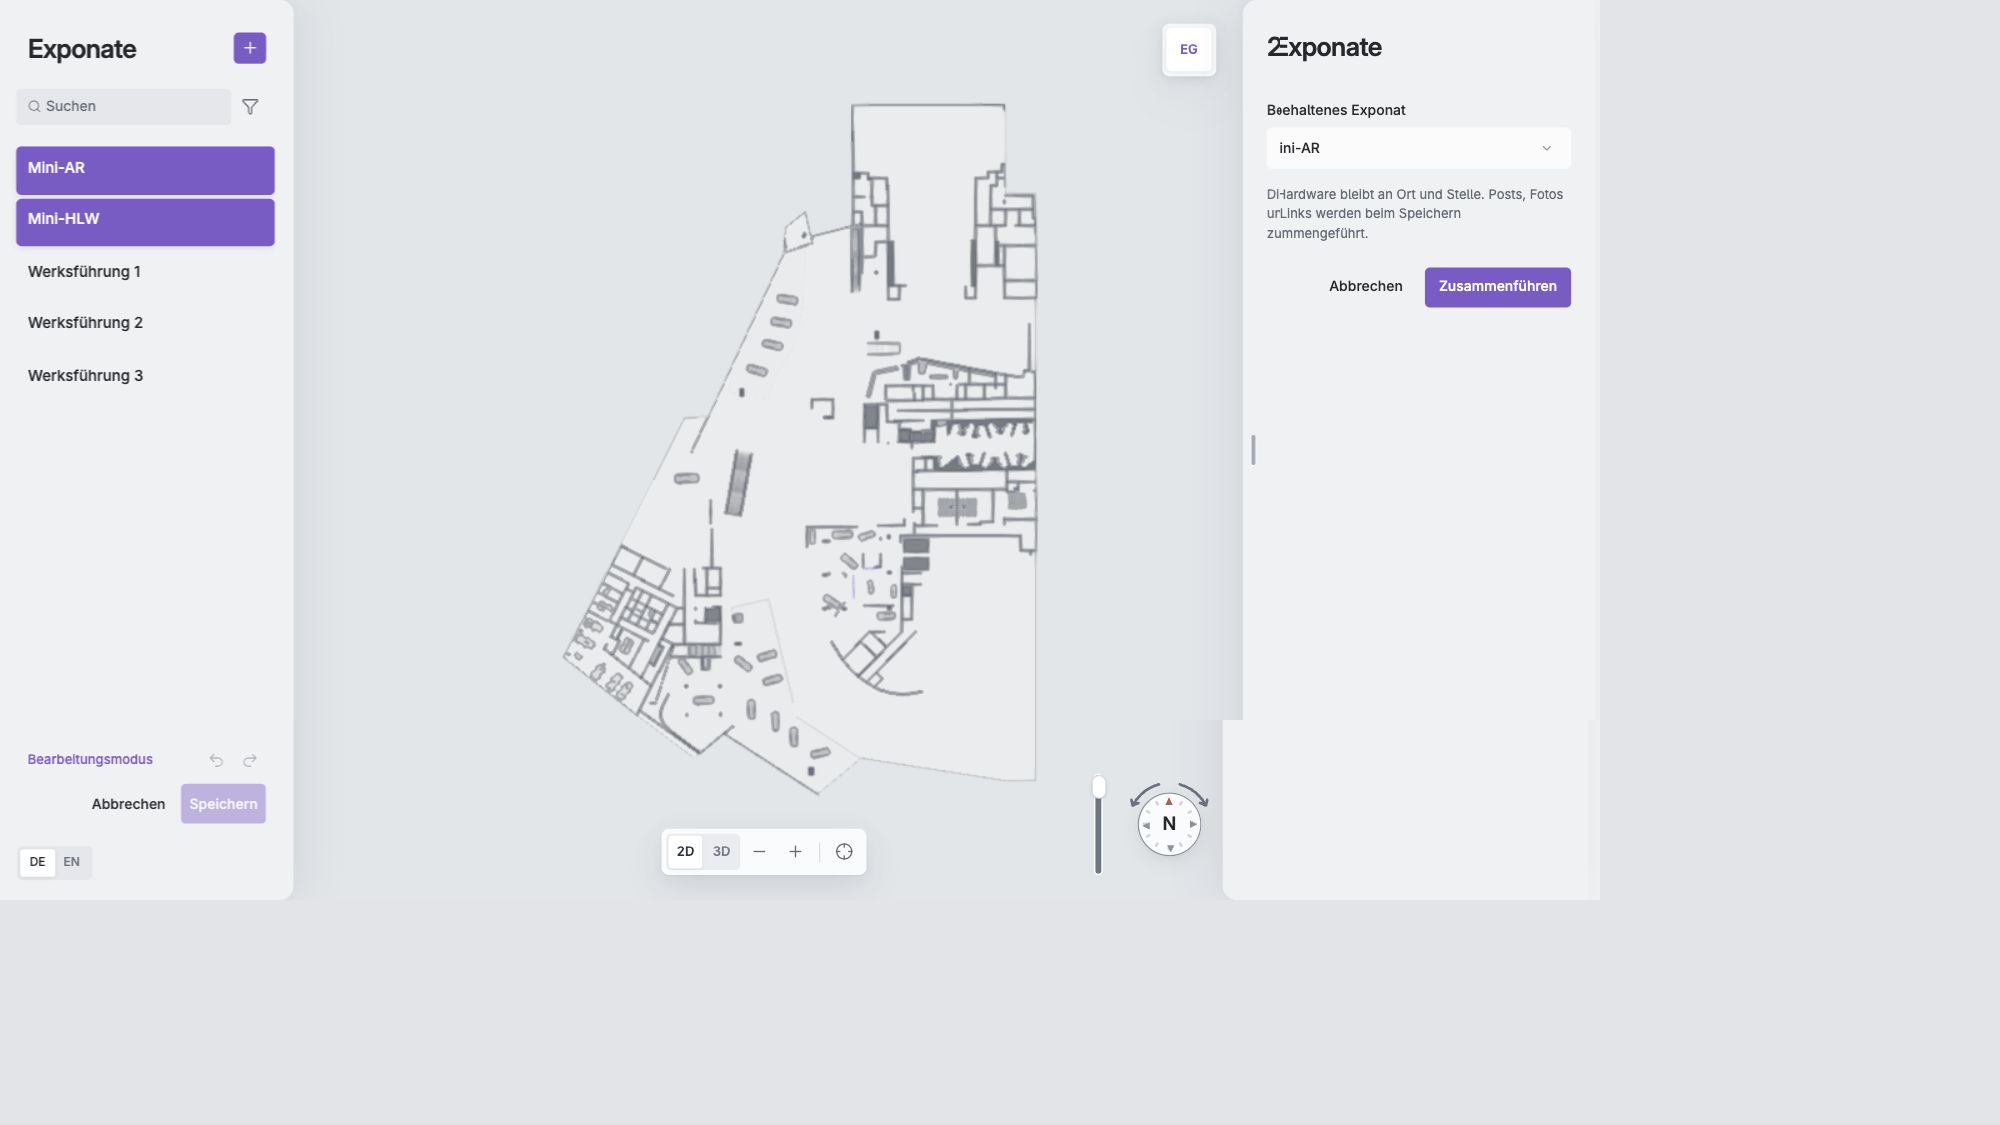 Exponate
Suchen
Mini-AR
Mini-HLW
Werksführung 1
Werksführung 2
Werksführung 3
Bearbeitungsmodus
Abbrechen
Speichern
DE
EN
EG
2D
3D
N
2Exponate
Beehaltenes Exponat
ini-AR
Hardware bleibt an Ort und Stelle. Posts, Fotos
Links werden beim Speichern
zummengeführt.
Abbrechen
Zusammenführen